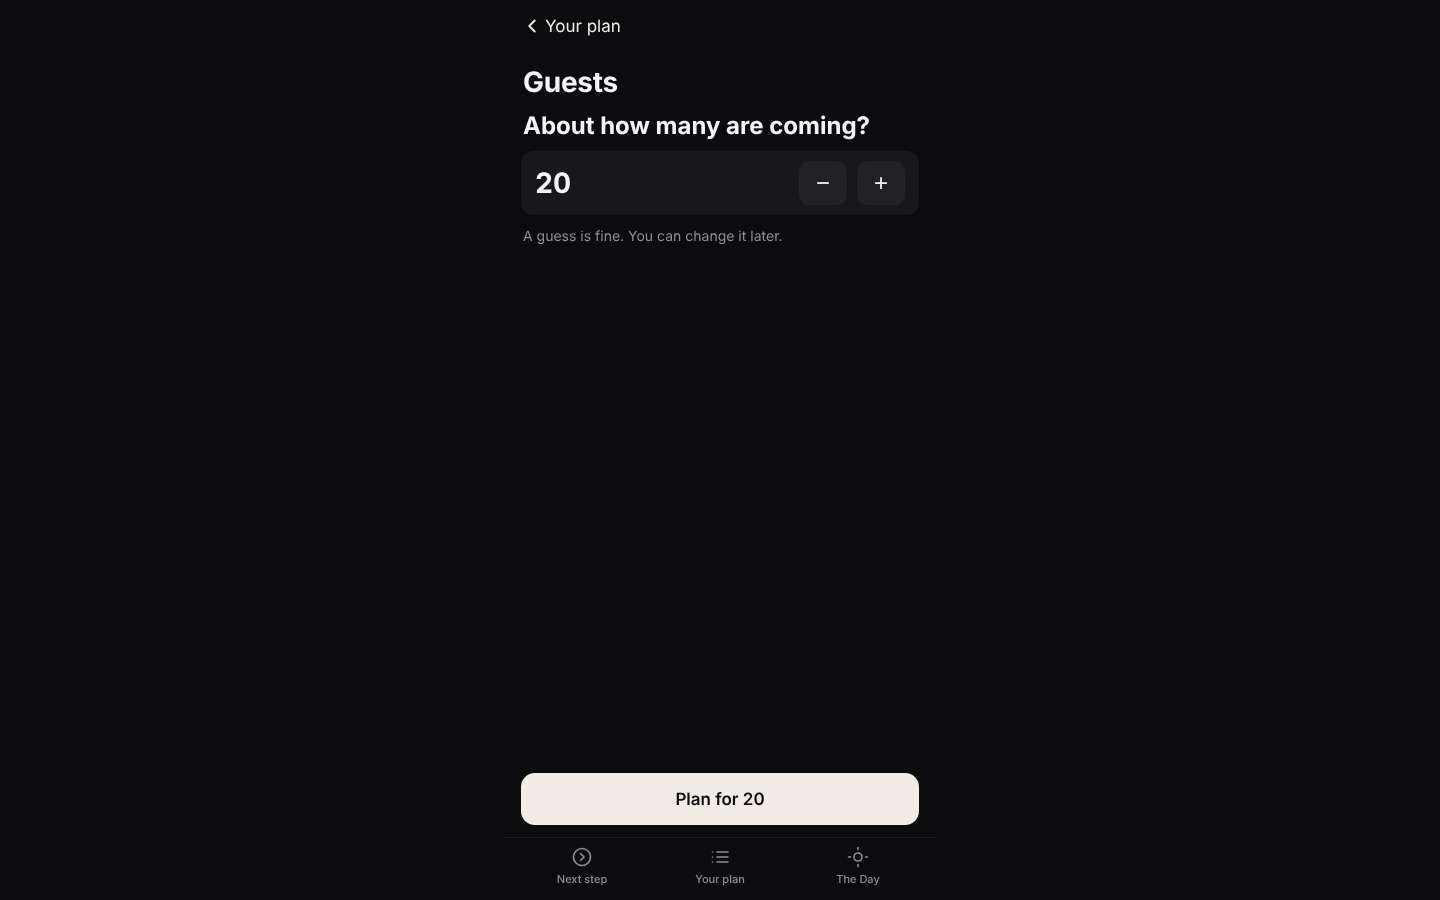 Your plan
Guests
About how many are coming?
20
A guess is fine. You can change it later.
Plan for 20
Next step
Your plan
The Day